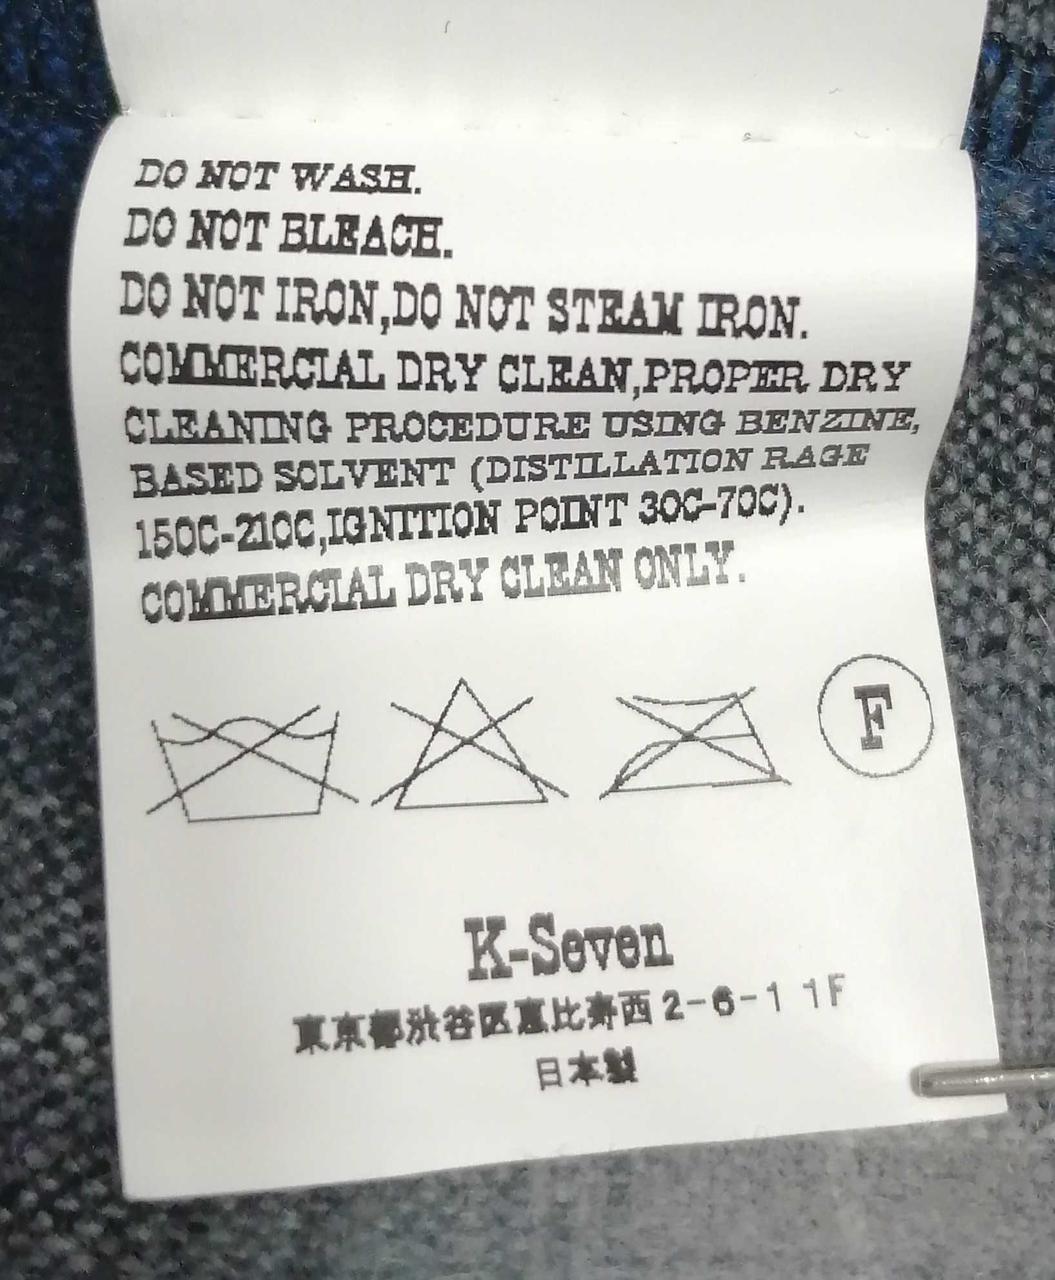 DO NOT WASH.
DO NOT BLEACH.
DO NOT IRON,DO NOT STEAM IRON.
COMMERCIAL DRY CLEAN,PROPER DRY
CLEANING PROCEDURE USING BENZINE,
BASED SOLVENT (DISTILLATION RAGE
150C-210C,IGNITION POINT 30C-70C).
COMMERCIAL DRY CLEAN ONLY.
F
K-Seven
東京都渋谷区恵比寿西2-6-1 1F
日本製